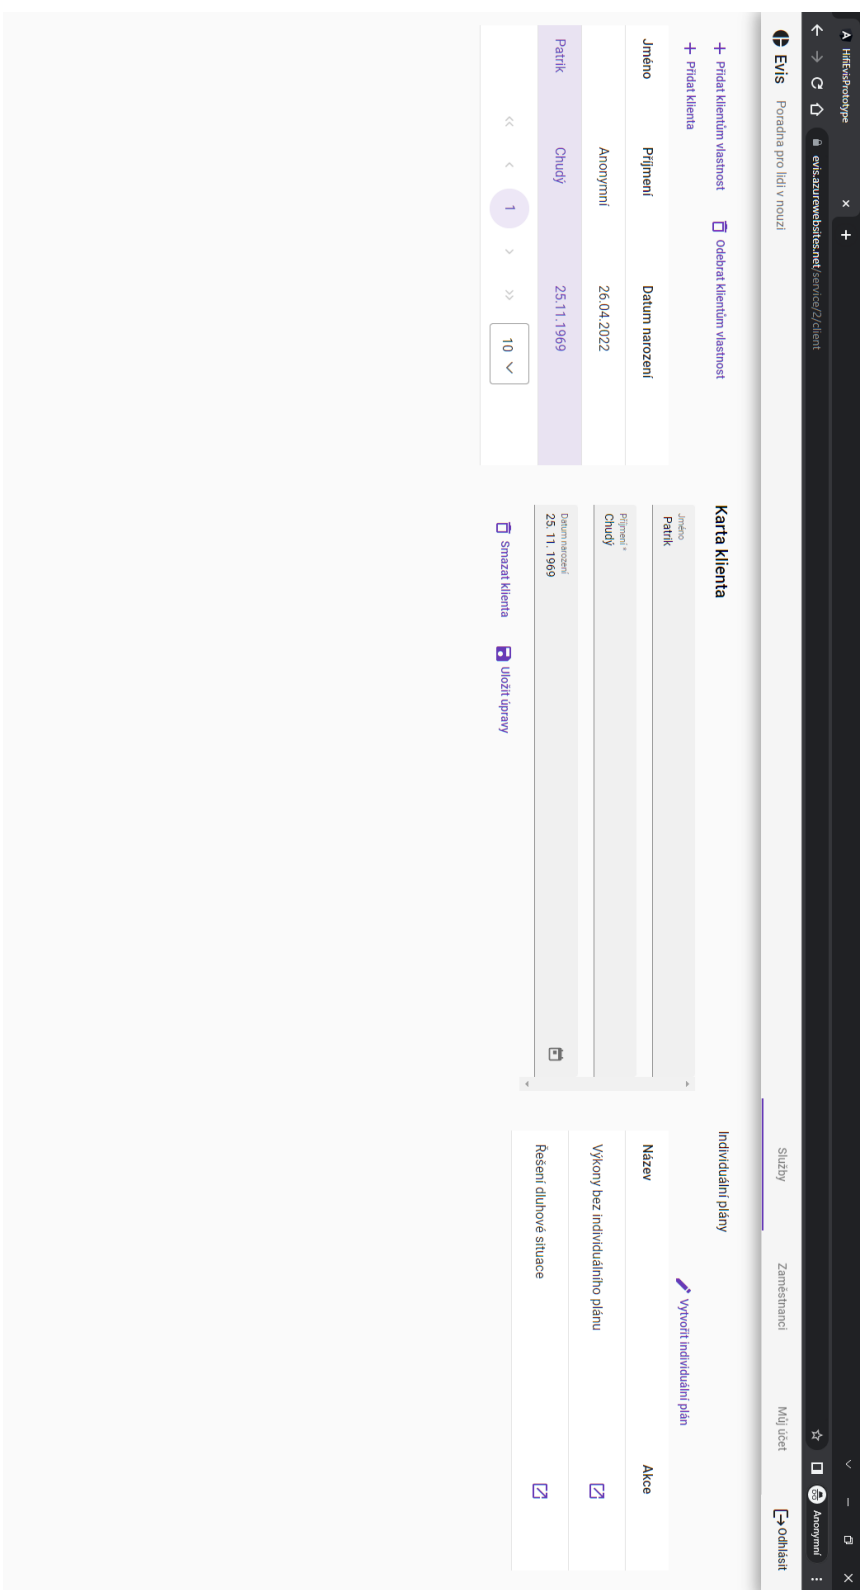 HifiEvisPrototype
evis.azurewebsites.net/service/2/client
Anonymní
Evis
Poradna pro lidi v nouzi
Služby
Zaměstnanci
Můj účet
Odhlásit
Přidat klientům vlastnost
Odebrat klientům vlastnost
Přidat klienta
Jméno Příjmení Datum narození
Anonymní 26.04.2022
Patrik Chudý 25.11.1969
1
10
Karta klienta
Jméno
Patrik
Příjmení *
Chudý
Datum narození
25. 11. 1969
Smazat klienta
Uložit úpravy
Individuální plány
Vytvořit individuální plán
Název Akce
Výkony bez individuálního plánu
Řešení dluhové situace